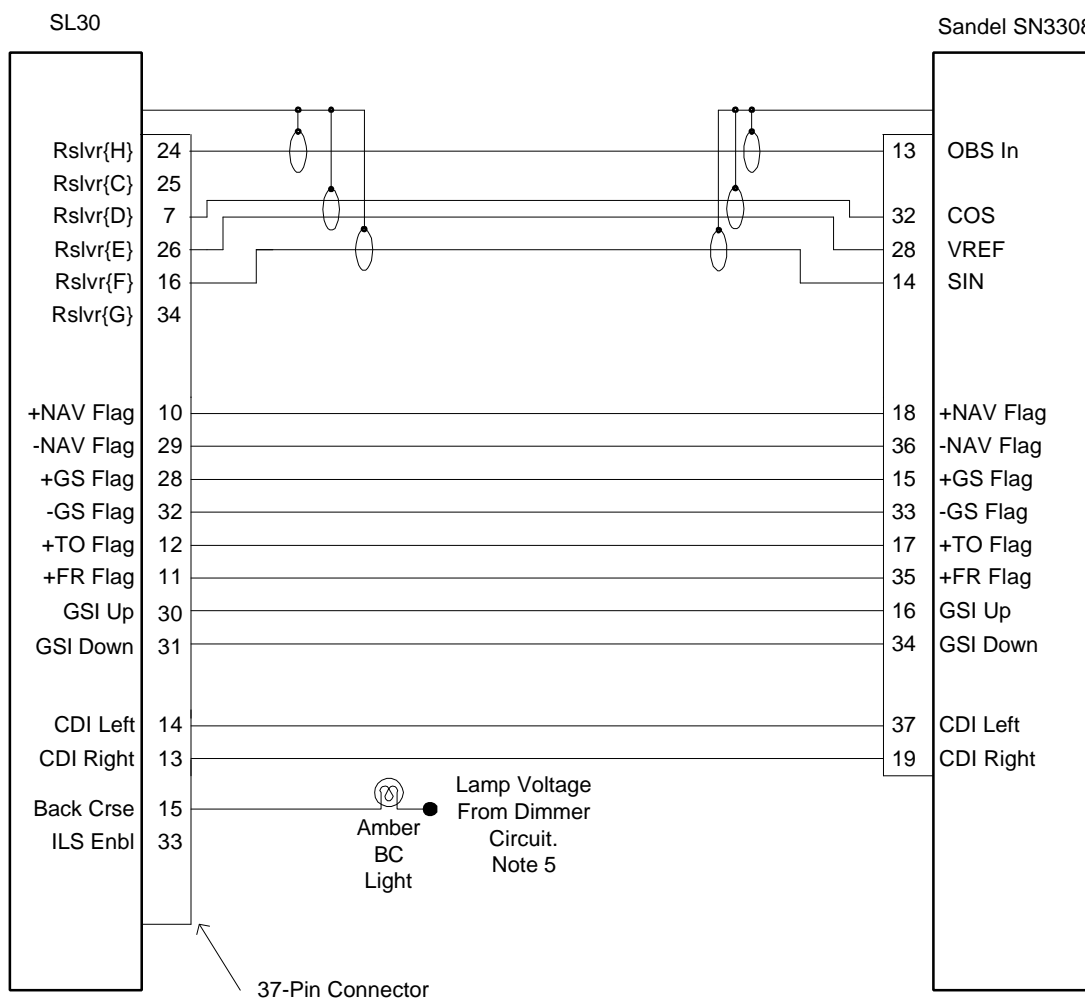 SL30
Sandel SN3308
Rslvr{H} 24 13 OBS In
Rslvr{C} 25
Rslvr{D} 7 32 COS
Rslvr{E} 26 28 VREF
Rslvr{F} 16 14 SIN
Rslvr{G} 34
+NAV Flag 10 18 +NAV Flag
-NAV Flag 29 36 -NAV Flag
+GS Flag 28 15 +GS Flag
-GS Flag 32 33 -GS Flag
+TO Flag 12 17 +TO Flag
+FR Flag 11 35 +FR Flag
GSI Up 30 16 GSI Up
GSI Down 31 34 GSI Down
CDI Left 14 37 CDI Left
CDI Right 13 19 CDI Right
Back Crse 15
ILS Enbl 33
Amber
BC
Light
Lamp Voltage
From Dimmer
Circuit.
Note 5
37-Pin Connector